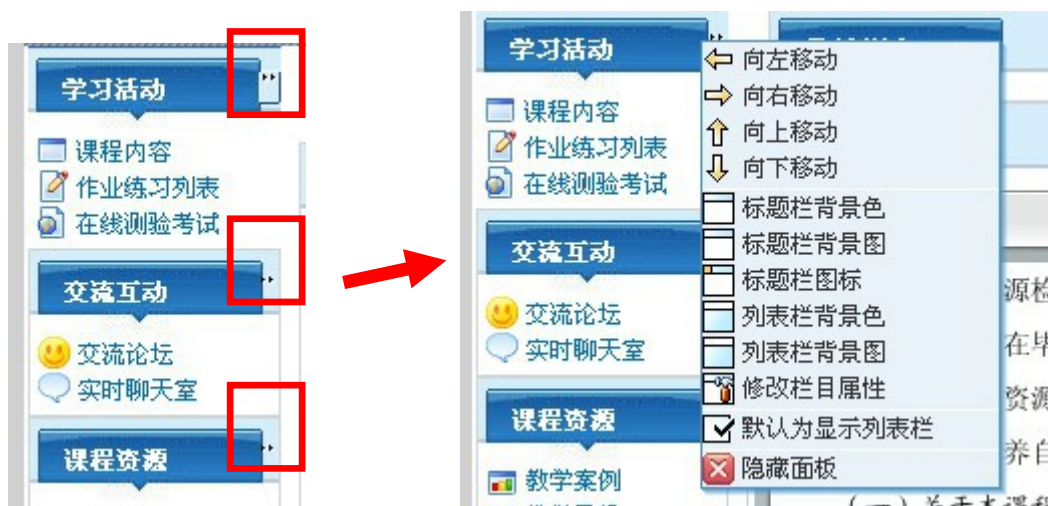 学习活动
课程内容
作业练习列表
在线测验考试
交流互动
交流论坛
实时聊天室
课程资源
学习活动
课程内容
作业练习列表
在线测验考试
交流互动
交流论坛
实时聊天室
课程资源
教学案例
向左移动
向右移动
向上移动
向下移动
标题栏背景色
标题栏背景图
标题栏图标
列表栏背景色
列表栏背景图
修改栏目属性
默认为显示列表栏
隐藏面板
源检
在毕
资源
养自